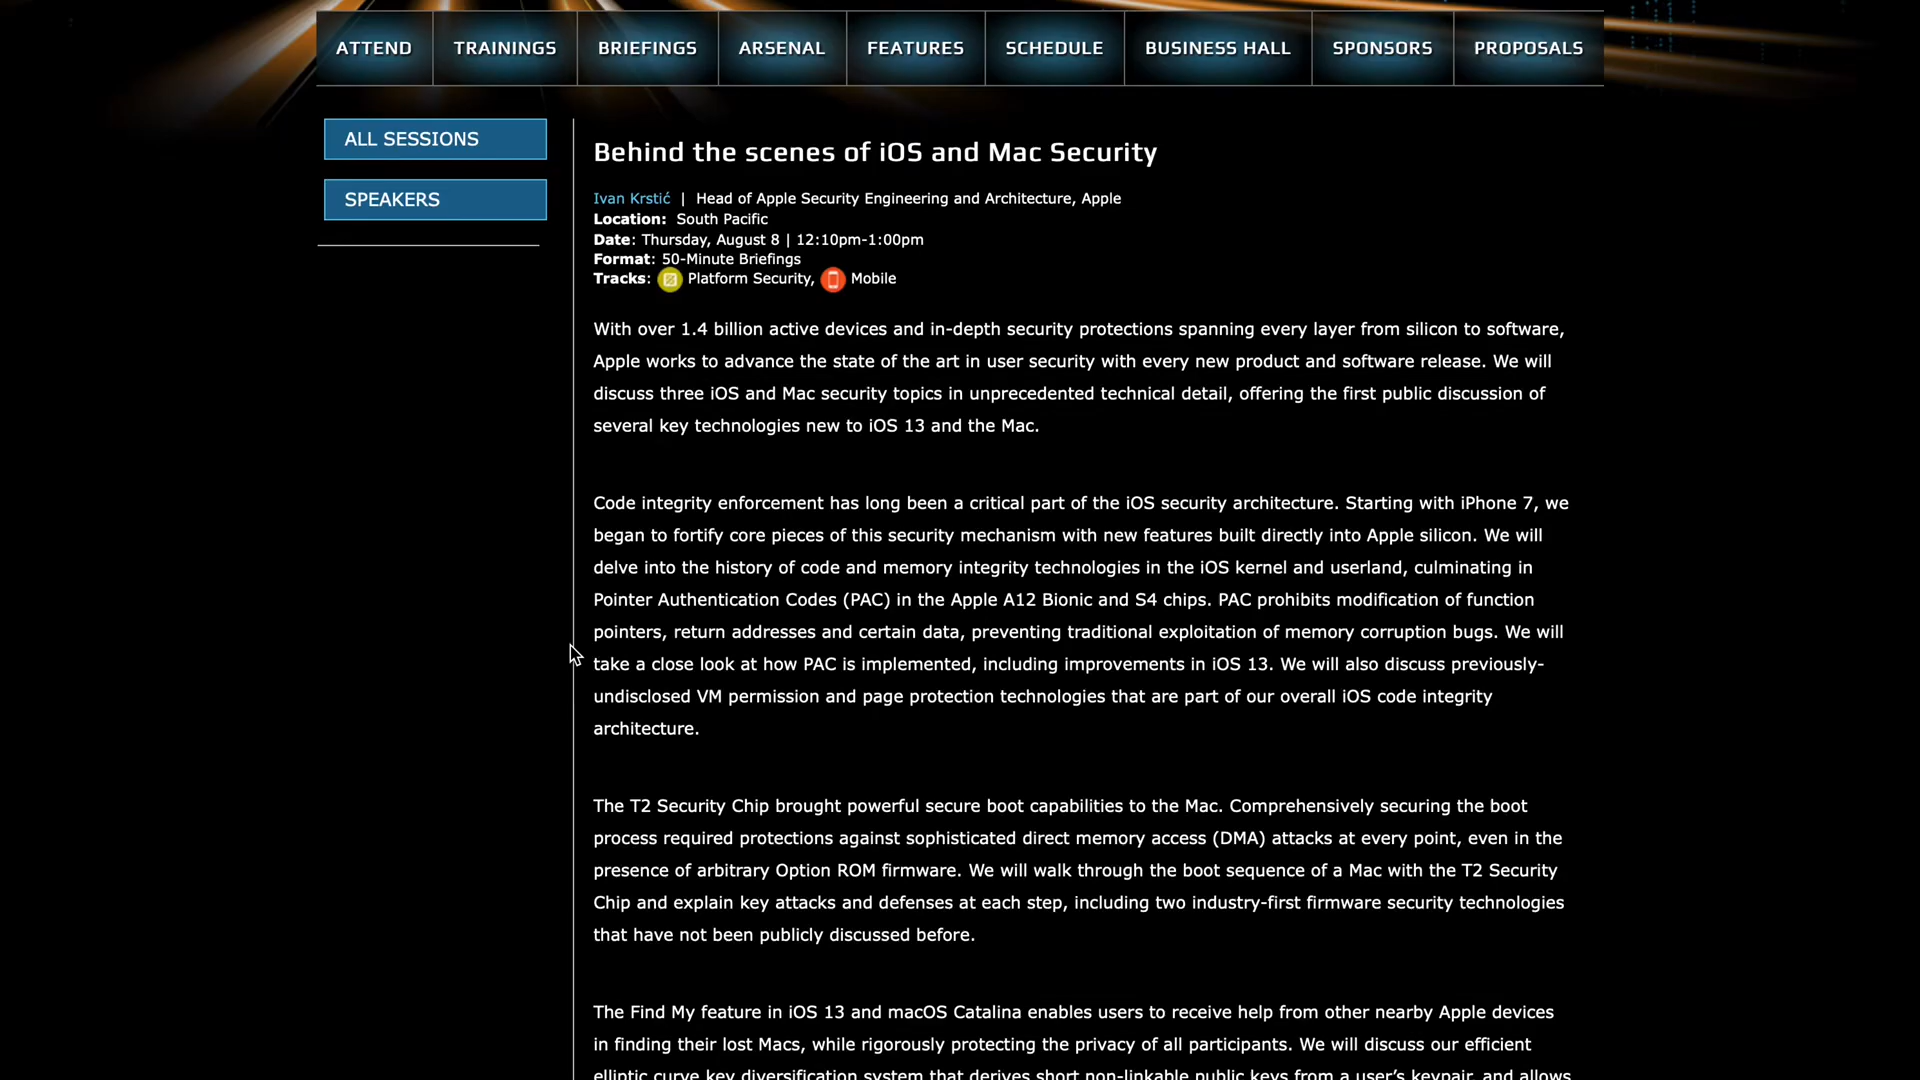 ATTEND TRAININGS BRIEFINGS ARSENAL FEATURES SCHEDULE BUSINESS HALL SPONSORS PROPOSALS
ALL SESSIONS
SPEAKERS
Behind the scenes of iOS and Mac Security
Ivan Krstić | Head of Apple Security Engineering and Architecture, Apple
Location: South Pacific
Date: Thursday, August 8 | 12:10pm-1:00pm
Format: 50-Minute Briefings
Tracks: Platform Security, Mobile
With over 1.4 billion active devices and in-depth security protections spanning every layer from silicon to software,
Apple works to advance the state of the art in user security with every new product and software release. We will
discuss three iOS and Mac security topics in unprecedented technical detail, offering the first public discussion of
several key technologies new to iOS 13 and the Mac.
Code integrity enforcement has long been a critical part of the iOS security architecture. Starting with iPhone 7, we
began to fortify core pieces of this security mechanism with new features built directly into Apple silicon. We will
delve into the history of code and memory integrity technologies in the iOS kernel and userland, culminating in
Pointer Authentication Codes (PAC) in the Apple A12 Bionic and S4 chips. PAC prohibits modification of function
pointers, return addresses and certain data, preventing traditional exploitation of memory corruption bugs. We will
take a close look at how PAC is implemented, including improvements in iOS 13. We will also discuss previously-
undisclosed VM permission and page protection technologies that are part of our overall iOS code integrity
architecture.
The T2 Security Chip brought powerful secure boot capabilities to the Mac. Comprehensively securing the boot
process required protections against sophisticated direct memory access (DMA) attacks at every point, even in the
presence of arbitrary Option ROM firmware. We will walk through the boot sequence of a Mac with the T2 Security
Chip and explain key attacks and defenses at each step, including two industry-first firmware security technologies
that have not been publicly discussed before.
The Find My feature in iOS 13 and macOS Catalina enables users to receive help from other nearby Apple devices
in finding their lost Macs, while rigorously protecting the privacy of all participants. We will discuss our efficient
elliptic curve key diversification system that derives short non-linkable public keys from a user's keypair, and allows